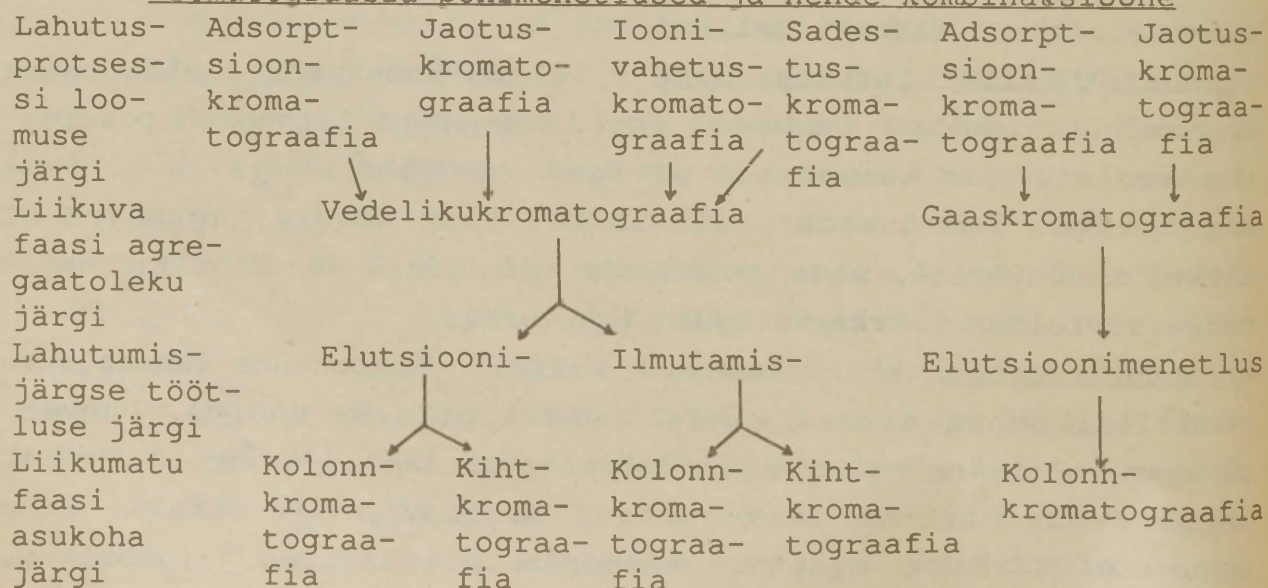 Lahutus- Adsorpt- Jaotus- Iooni- Sades- Adsorpt- Jaotus-
protses- sioon- kromato- vahetus- tus- sioon- kroma-
si loo- kroma- graafia kromato- kroma- kroma- tograa-
muse tograafia graafia tograa- tograafia fia
järgi fia
Liikuva Vedelikukromatograafia Gaaskromatograafia
faasi agre-
gaatoleku
järgi
Lahutumis- Elutsiooni- Ilmutamis- Elutsioonimenetlus
järgse tööt-
luse järgi
Liikumatu Kolonn- Kiht- Kolonn- Kiht- Kolonn-
faasi kroma- kroma- kroma- kroma- kromatograafia
asukoha tograa- tograa- tograa- tograafia
järgi fia fia fia